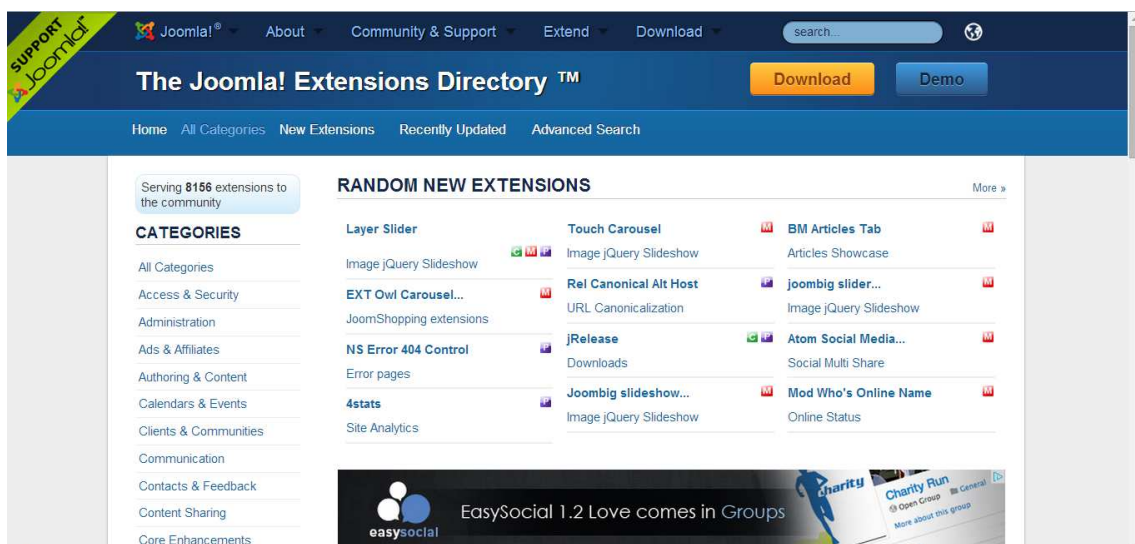 SUPPORT
Joomla!
Joomla!® About Community & Support Extend Download search...
The Joomla! Extensions Directory ™ Download Demo
Home All Categories New Extensions Recently Updated Advanced Search
Serving 8156 extensions to
the community
CATEGORIES
All Categories
Access & Security
Administration
Ads & Affiliates
Authoring & Content
Calendars & Events
Clients & Communities
Communication
Contacts & Feedback
Content Sharing
Core Enhancements
RANDOM NEW EXTENSIONS More »
Layer Slider
C M P
Image jQuery Slideshow
EXT Owl Carousel... M
JoomShopping extensions
NS Error 404 Control P
Error pages
4stats P
Site Analytics
Touch Carousel M
Image jQuery Slideshow
Rel Canonical Alt Host P
URL Canonicalization
jRelease C P
Downloads
Joombig slideshow... M
Image jQuery Slideshow
BM Articles Tab M
Articles Showcase
joombig slider... M
Image jQuery Slideshow
Atom Social Media... M
Social Multi Share
Mod Who's Online Name M
Online Status
easysocial
EasySocial 1.2 Love comes in Groups
charity
Charity Run
Open Group General
More about this group